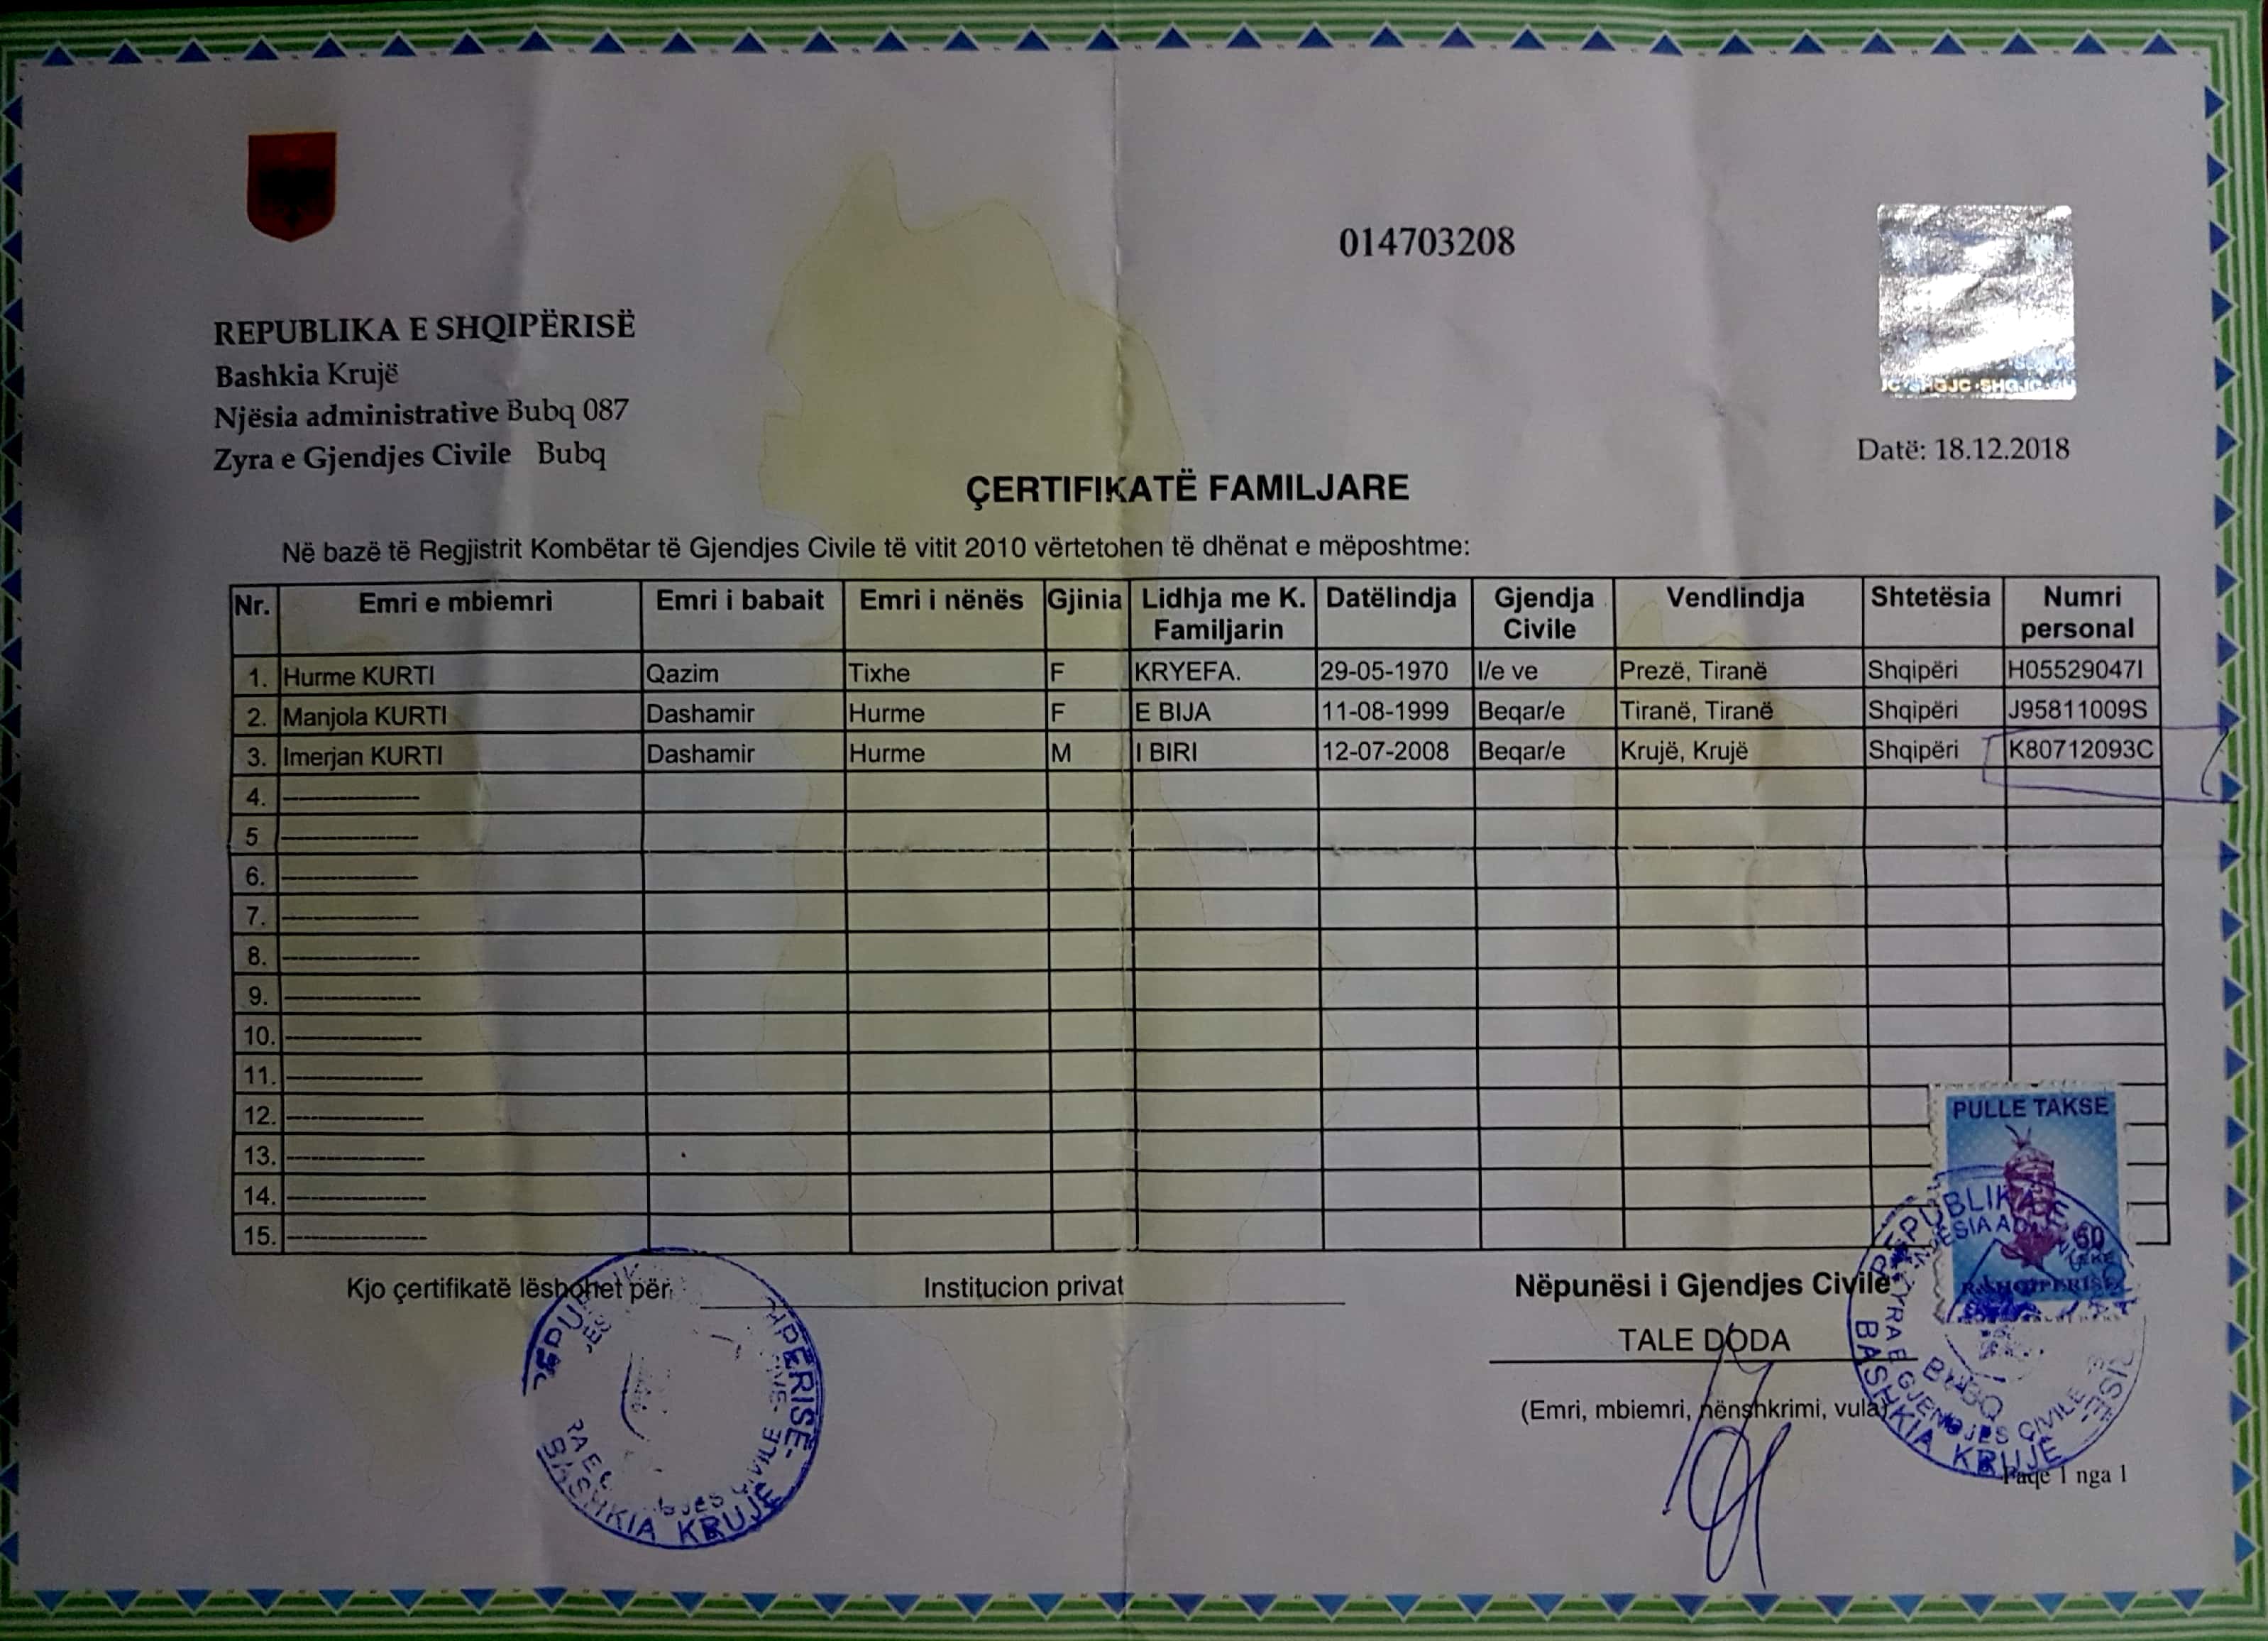 014703208
REPUBLIKA E SHQIPËRISË
Bashkia Krujë
Njësia administrative Bubq 087
Zyra e Gjendjes Civile Bubq
Datë: 18.12.2018
ÇERTIFIKATË FAMILJARE
Në bazë të Regjistrit Kombëtar të Gjendjes Civile të vitit 2010 vërtetohen të dhënat e mëposhtme:
Nr. Emri e mbiemri Emri i babait Emri i nënës Gjinia Lidhja me K. Familjarin Datëlindja Gjendja Civile Vendlindja Shtetësia Numri personal
1. Hurme KURTI Qazim Tixhe F KRYEFA. 29-05-1970 I/e ve Prezë, Tiranë Shqipëri H05529047I
2. Manjola KURTI Dashamir Hurme F E BIJA 11-08-1999 Beqar/e Tiranë, Tiranë Shqipëri J95811009S
3. Imerjan KURTI Dashamir Hurme M I BIRI 12-07-2008 Beqar/e Krujë, Krujë Shqipëri K80712093C
4. --------------------
5 --------------------
6. --------------------
7. --------------------
8. --------------------
9. --------------------
10. --------------------
11. --------------------
12. --------------------
13. --------------------
14. --------------------
15. --------------------
PULLE TAKSE
60
Kjo çertifikatë lëshohet për: Institucion privat
Nëpunësi i Gjendjes Civile
TALE DODA
(Emri, mbiemri, nënshkrimi, vula)
BASHKIA KRUJË
BASHKIA KRUJË
BUBQ
Faqe 1 nga 1